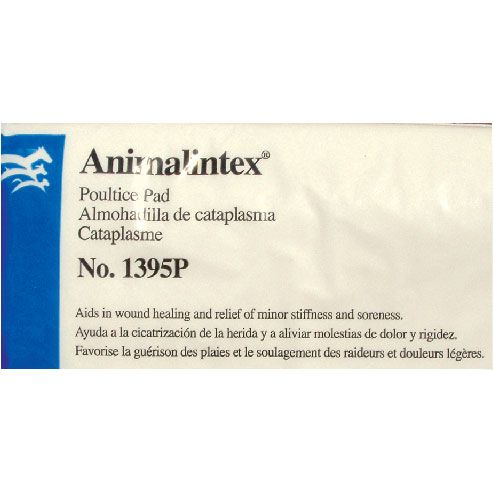 Animalintex®
Poultice Pad
Almohadilla de cataplasma
Cataplasme
No. 1395P
Aids in wound healing and relief of minor stiffness and soreness.
Ayuda a la cicatrización de la herida y a aliviar molestias de dolor y rigidez.
Favorise la guérison des plaies et le soulagement des raideurs et douleurs légères.